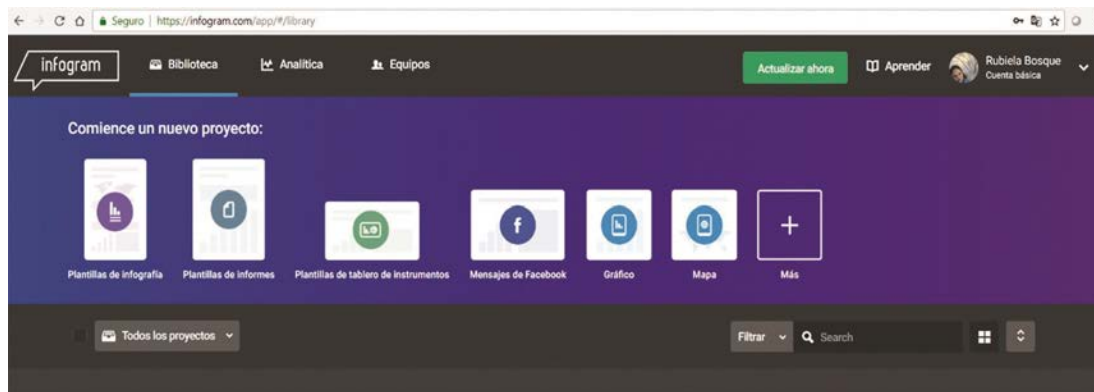 Seguro | https://infogram.com/app/#/library
infogram
Biblioteca
Analítica
Equipos
Actualizar ahora
Aprender
Rubiela Bosque
Cuenta básica
Comience un nuevo proyecto:
Plantillas de infografía
Plantillas de informes
Plantillas de tablero de instrumentos
Mensajes de Facebook
Gráfico
Mapa
Más
Todos los proyectos
Filtrar
Search